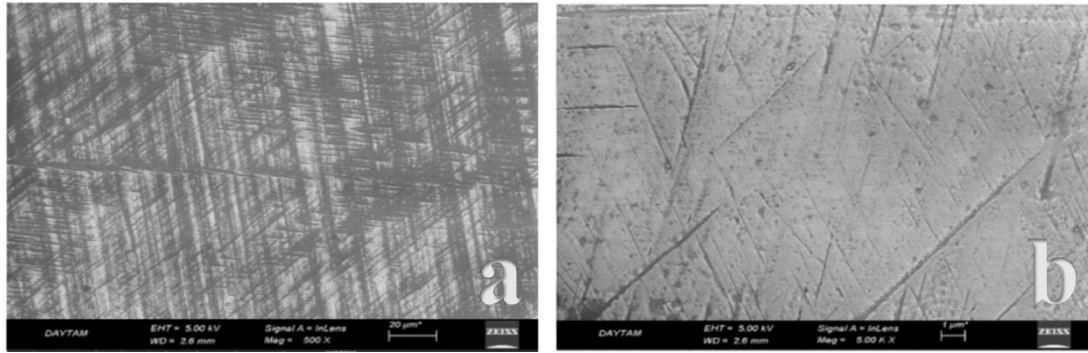 a
DAYTAM
EHT = 5.00 kV
WD = 2.6 mm
Signal A = InLens
Mag = 500 X
20 µm*
ZEISS
b
DAYTAM
EHT = 5.00 kV
WD = 2.6 mm
Signal A = InLens
Mag = 5.00 K X
1 µm*
ZEISS